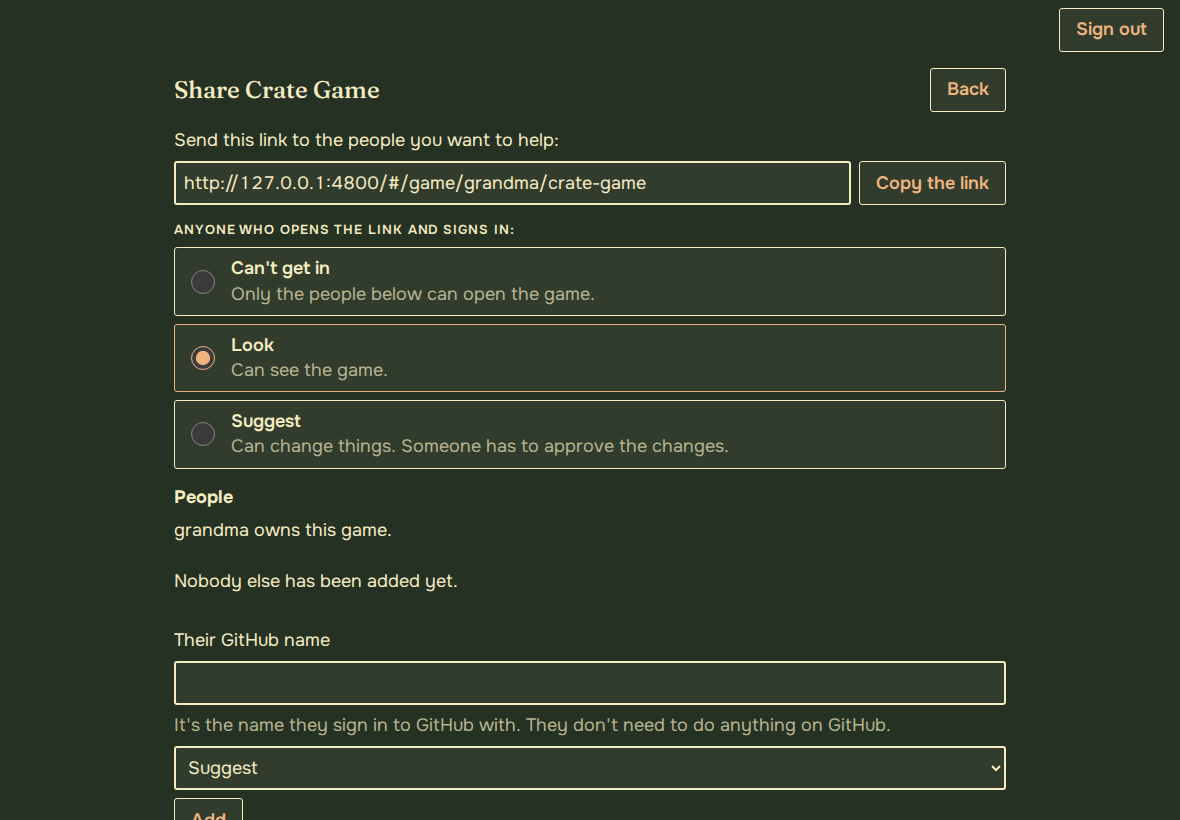 Sign out
Share Crate Game
Back
Send this link to the people you want to help:
http://127.0.0.1:4800/#/game/grandma/crate-game
Copy the link
ANYONE WHO OPENS THE LINK AND SIGNS IN:
Can't get in
Only the people below can open the game.
Look
Can see the game.
Suggest
Can change things. Someone has to approve the changes.
People
grandma owns this game.
Nobody else has been added yet.
Their GitHub name
It's the name they sign in to GitHub with. They don't need to do anything on GitHub.
Suggest
Add